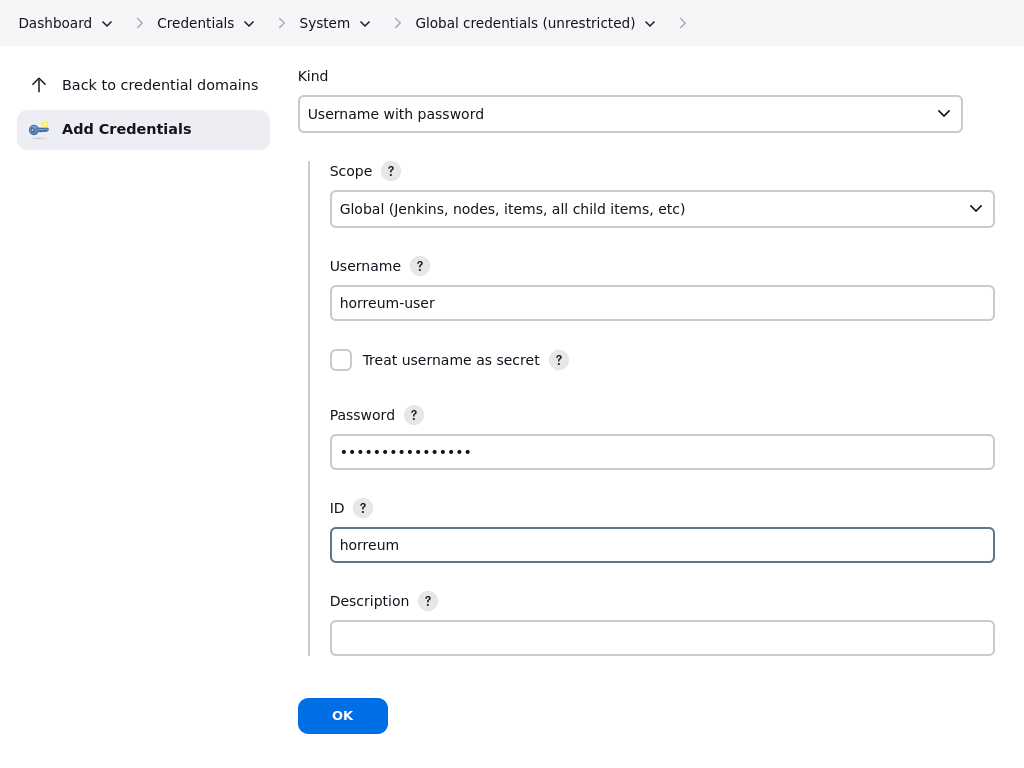 Dashboard Credentials System Global credentials (unrestricted)
Back to credential domains
Add Credentials
Kind
Username with password
Scope ?
Global (Jenkins, nodes, items, all child items, etc)
Username ?
horreum-user
Treat username as secret ?
Password ?
••••••••••••••••
ID ?
horreum
Description ?
OK